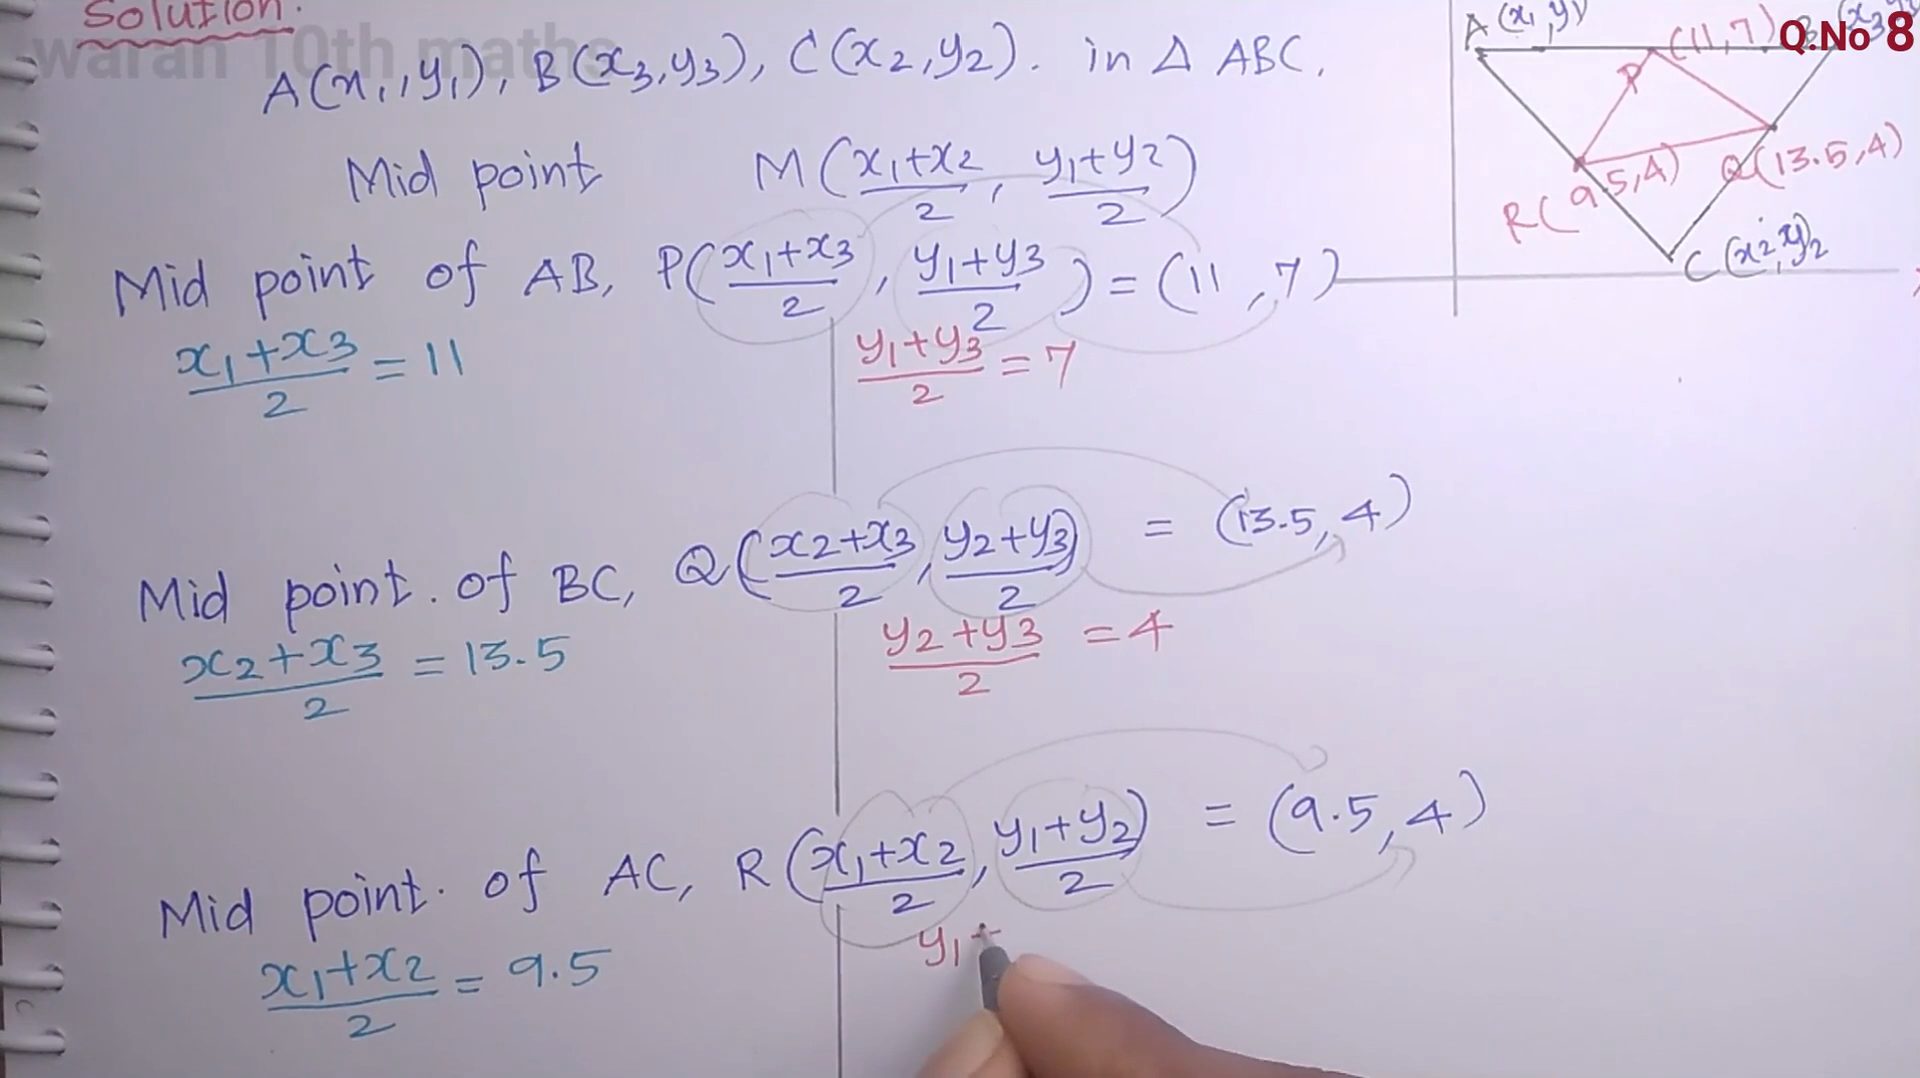 Solution.
waran 10th maths
Q.No 8
A(x₁,y₁), B(x₃,y₃), C(x₂,y₂). in Δ ABC.
Mid point M(x₁+x₂/2, y₁+y₂/2)
Mid point of AB, P(x₁+x₃/2, y₁+y₃/2) = (11,7)
x₁+x₃/2 = 11
y₁+y₃/2 = 7
Mid point. of BC, Q(x₂+x₃/2, y₂+y₃/2) = (13.5,4)
x₂+x₃/2 = 13.5
y₂+y₃/2 = 4
Mid point. of AC, R(x₁+x₂/2, y₁+y₂/2) = (9.5,4)
x₁+x₂/2 = 9.5
y₁+
A(x₁,y)
P
(11,7)
Q(13.5,4)
R(9.5,4)
C(x₂,y)₂